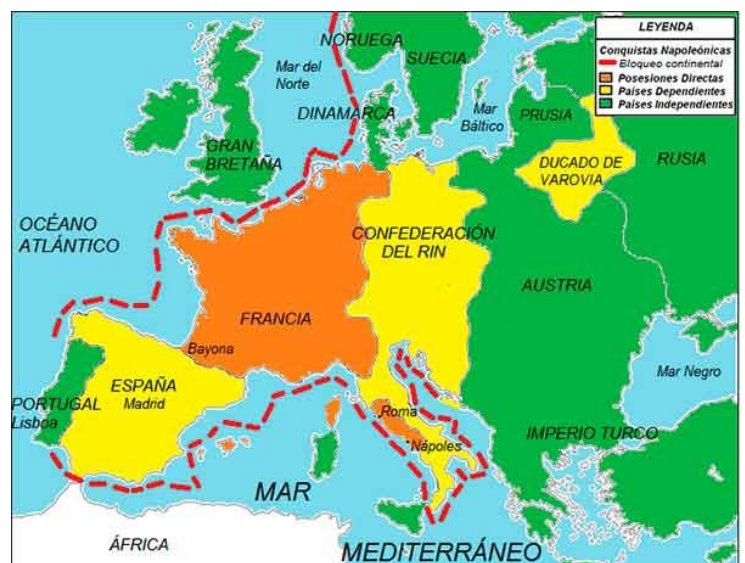 LEYENDA
Conquistas Napoleónicas
Bloqueo continental
Posesiones Directas
Países Dependientes
Países Independientes
NORUEGA
SUECIA
Mar del
Norte
DINAMARCA
Mar
Báltico
PRUSIA
RUSIA
GRAN
BRETAÑA
DUCADO DE
VAROVIA
OCÉANO
ATLÁNTICO
CONFEDERACIÓN
DEL RIN
AUSTRIA
FRANCIA
Bayona
Mar Negro
ESPAÑA
Madrid
PORTUGAL
Lisboa
Roma
Nápoles
IMPERIO TURCO
MAR
MEDITERRÁNEO
ÁFRICA